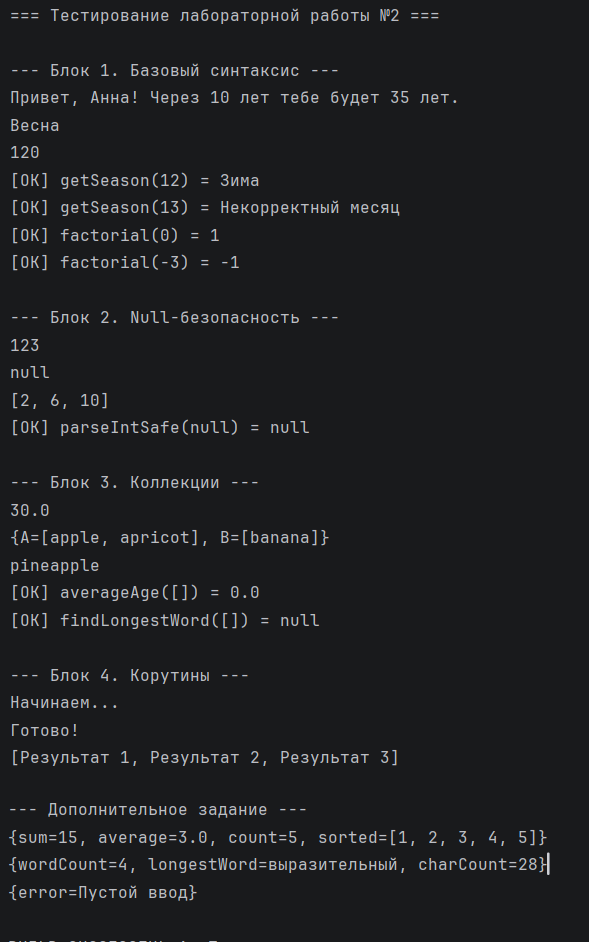 === Тестирование лабораторной работы №2 ===
--- Блок 1. Базовый синтаксис ---
Привет, Анна! Через 10 лет тебе будет 35 лет.
Весна
120
[OK] getSeason(12) = Зима
[OK] getSeason(13) = Некорректный месяц
[OK] factorial(0) = 1
[OK] factorial(-3) = -1
--- Блок 2. Null-безопасность ---
123
null
[2, 6, 10]
[OK] parseIntSafe(null) = null
--- Блок 3. Коллекции ---
30.0
{A=[apple, apricot], B=[banana]}
pineapple
[OK] averageAge([]) = 0.0
[OK] findLongestWord([]) = null
--- Блок 4. Корутины ---
Начинаем...
Готово!
[Результат 1, Результат 2, Результат 3]
--- Дополнительное задание ---
{sum=15, average=3.0, count=5, sorted=[1, 2, 3, 4, 5]}
{wordCount=4, longestWord=выразительный, charCount=28}
{error=Пустой ввод}